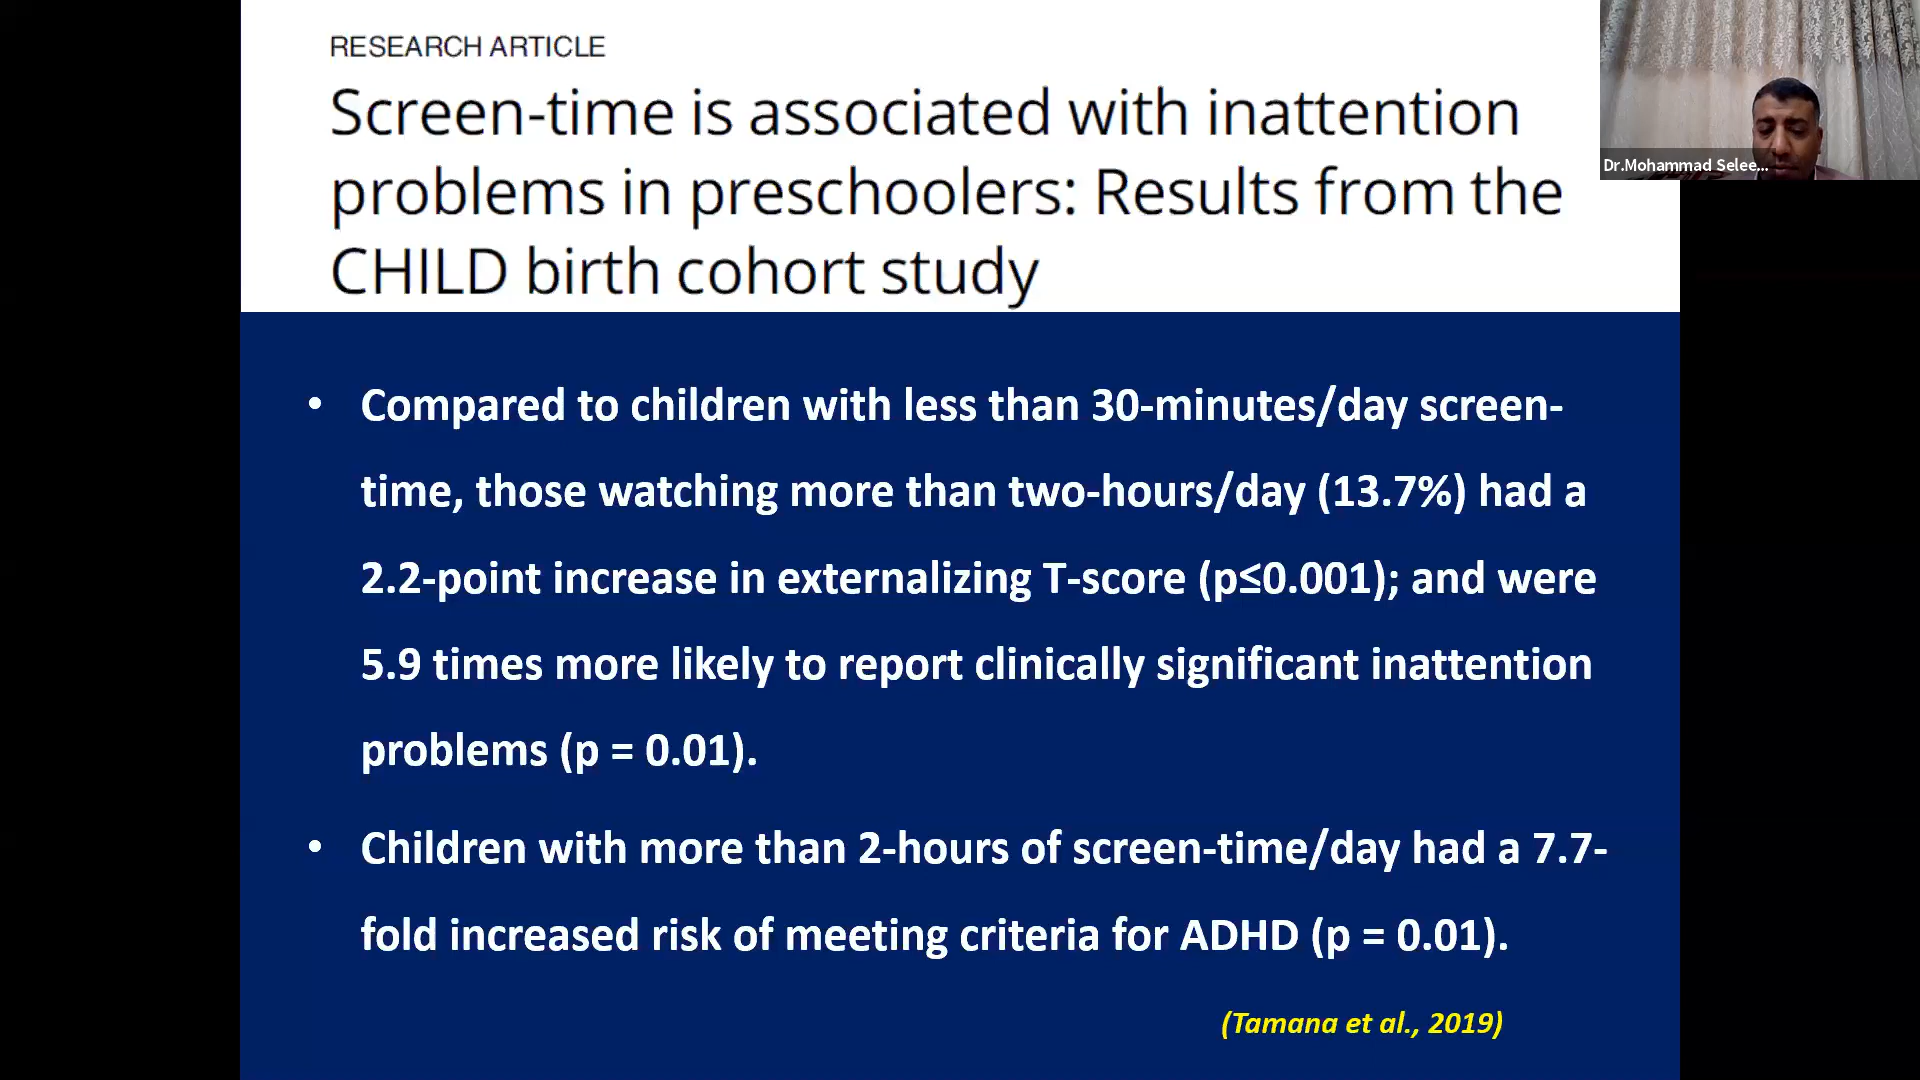 RESEARCH ARTICLE
Screen-time is associated with inattention
problems in preschoolers: Results from the
CHILD birth cohort study
Dr.Mohammad Selee...
• Compared to children with less than 30-minutes/day screen-
time, those watching more than two-hours/day (13.7%) had a
2.2-point increase in externalizing T-score (p≤0.001); and were
5.9 times more likely to report clinically significant inattention
problems (p = 0.01).
• Children with more than 2-hours of screen-time/day had a 7.7-
fold increased risk of meeting criteria for ADHD (p = 0.01).
(Tamana et al., 2019)